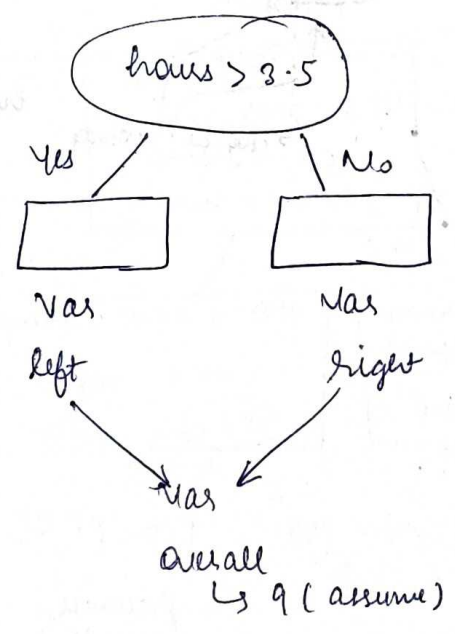 hours > 3.5
Yes
No
Var
Var
left
right
Var
overall
↳ 9 (assume)